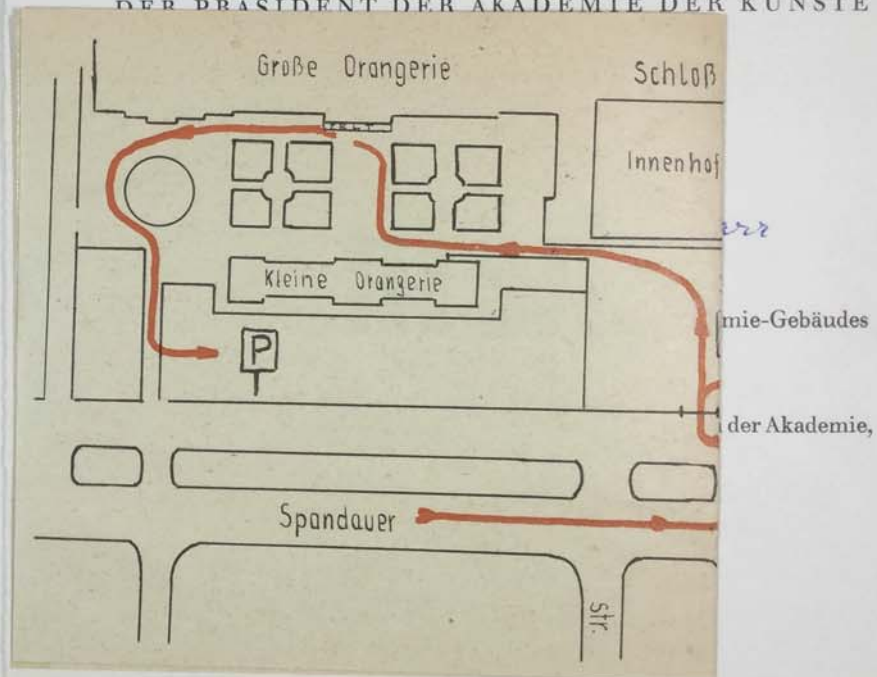 DER PRÄSIDENT DER AKADEMIE DER KÜNSTE
Große Orangerie
Schloß
Innenhof
Kleine Orangerie
mie-Gebäudes
P
der Akademie,
Spandauer
str.